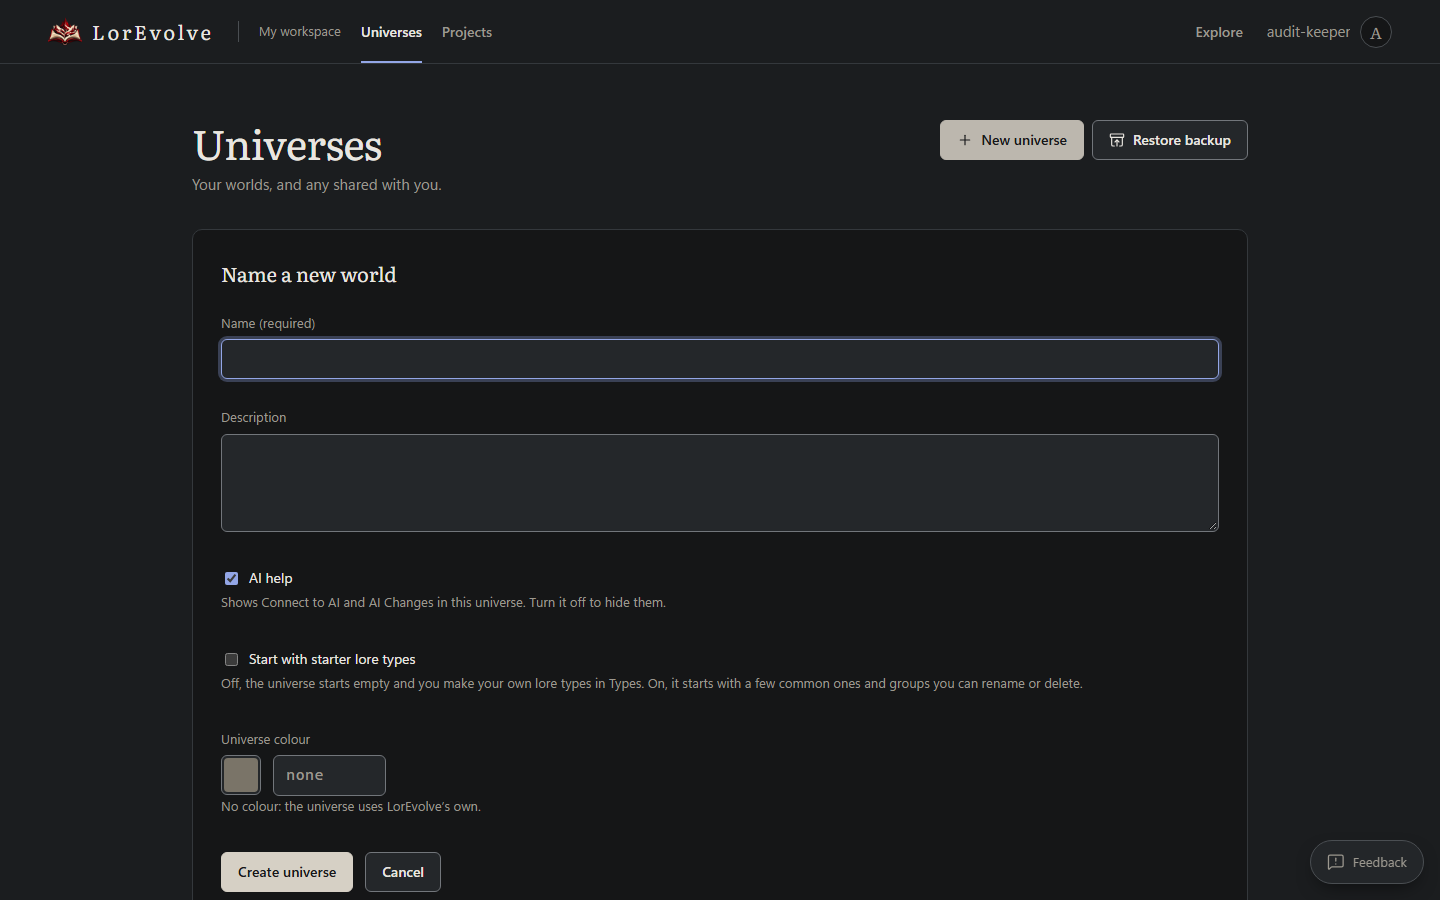 LorEvolve
My workspace
Universes
Projects
Explore
audit-keeper
A
Universes
Your worlds, and any shared with you.
New universe
Restore backup
Name a new world
Name (required)
Description
AI help
Shows Connect to AI and AI Changes in this universe. Turn it off to hide them.
Start with starter lore types
Off, the universe starts empty and you make your own lore types in Types. On, it starts with a few common ones and groups you can rename or delete.
Universe colour
none
No colour: the universe uses LorEvolve’s own.
Create universe
Cancel
Feedback